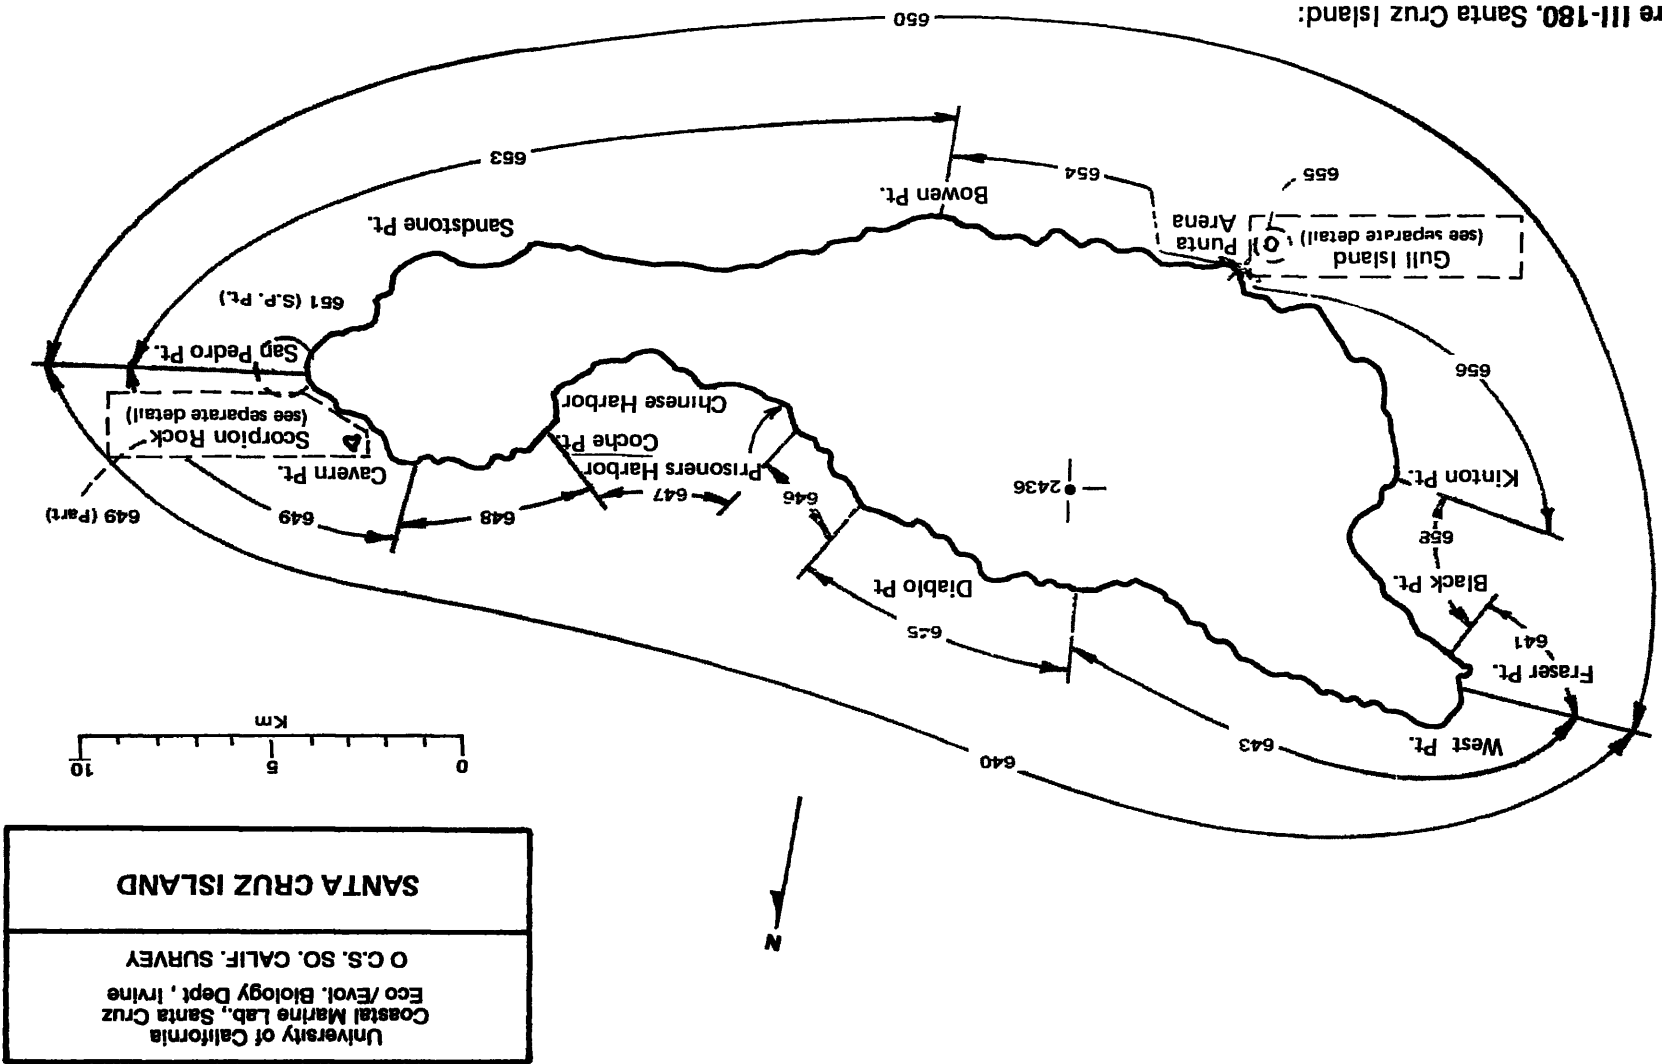 University of California
Coastal Marine Lab., Santa Cruz
Eco /Evol. Biology Dept , Irvine
O C.S. SO. CALIF. SURVEY
SANTA CRUZ ISLAND
N
0 5 10
Km
640
West Pt.
643
Fraser Pt.
641
Black Pt.
658
Kinton Pt.
656
Diablo Pt
2436
646
647
648
649
649 (Part)
Prisoners Harbor
Coche Pt.
Chinese Harbor
Cavern Pt.
Scorpion Rock
(see separate detail)
San Pedro Pt.
651 (S.P. Pt.)
Gull Island
(see separate detail)
Punta
Arena
655
654
Bowen Pt.
Sandstone Pt.
653
650
re III-180. Santa Cruz Island: